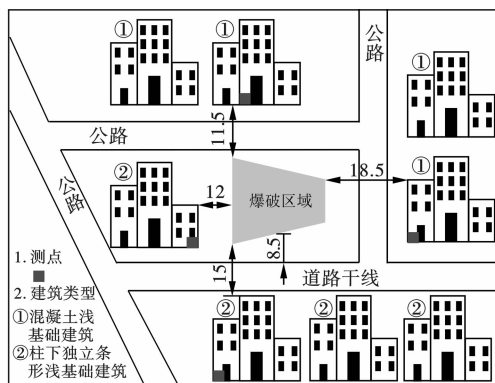 ①
①
公路
①
公路
11.5
②
①
18.5
12
爆破区域
公路
8.5
15
道路干线
1. 测点
2. 建筑类型
①混凝土浅
基础建筑
②柱下独立条
形浅基础建筑
②
②
②